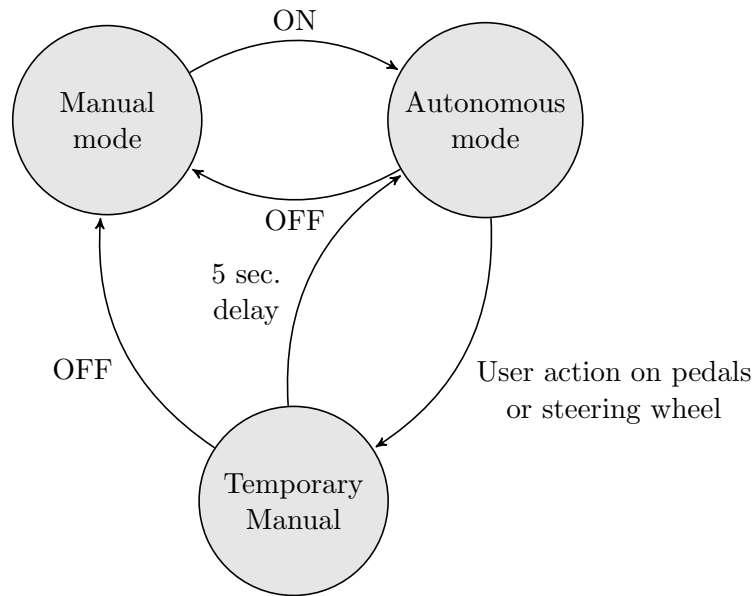 ON
Manual
mode
Autonomous
mode
OFF
5 sec.
delay
OFF
User action on pedals
or steering wheel
Temporary
Manual